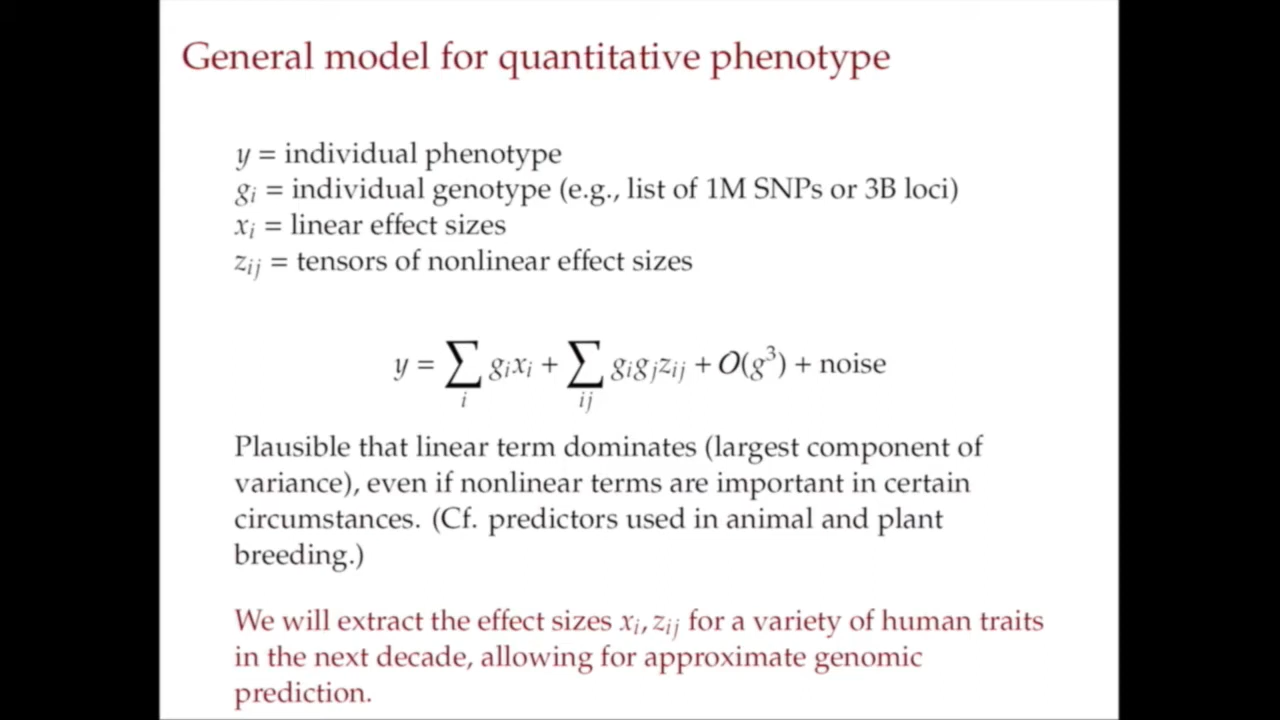 General model for quantitative phenotype
y = individual phenotype
gᵢ = individual genotype (e.g., list of 1M SNPs or 3B loci)
xᵢ = linear effect sizes
zᵢⱼ = tensors of nonlinear effect sizes
y = ∑ᵢ gᵢxᵢ + ∑ᵢⱼ gᵢgⱼzᵢⱼ + O(g³) + noise
Plausible that linear term dominates (largest component of
variance), even if nonlinear terms are important in certain
circumstances. (Cf. predictors used in animal and plant
breeding.)
We will extract the effect sizes xᵢ, zᵢⱼ for a variety of human traits
in the next decade, allowing for approximate genomic
prediction.